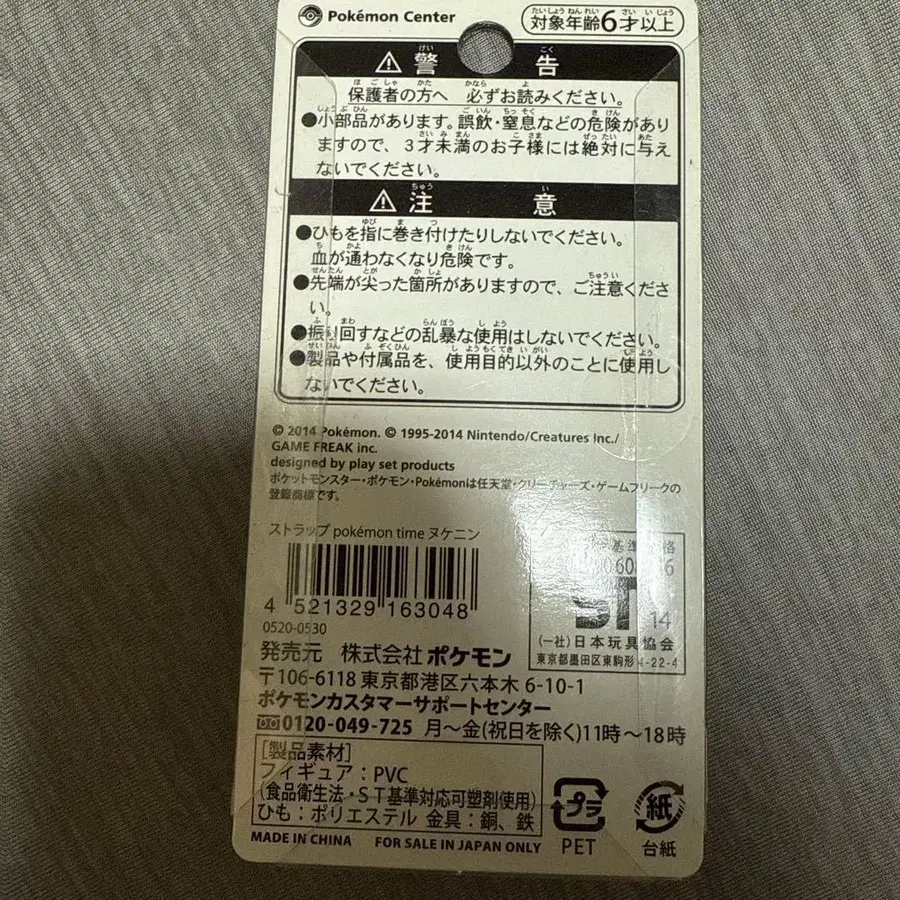 Pokémon Center
対象年齢6才以上
⚠警告
保護者の方へ 必ずお読みください。
●小部品があります。誤飲・窒息などの危険があり
ますので、3才未満のお子様には絶対に与え
ないでください。
⚠注意
●ひもを指に巻き付けたりしないでください。
血が通わなくなり危険です。
●先端が尖った箇所がありますので、ご注意くださ
い。
●振り回すなどの乱暴な使用はしないでください。
●製品や付属品を、使用目的以外のことに使用し
ないでください。
© 2014 Pokémon. © 1995-2014 Nintendo/Creatures Inc./
GAME FREAK inc.
designed by play set products
ポケットモンスター・ポケモン・Pokémonは任天堂・クリーチャーズ・ゲームフリークの
登録商標です。
ストラップ pokémon time ヌケニン
4 521329 163048
0520-0530
ST
14
(一社)日本玩具協会
東京都墨田区東駒形 4-22-4
発売元 株式会社ポケモン
〒106-6118 東京都港区六本木 6-10-1
ポケモンカスタマーサポートセンター
0120-049-725 月〜金(祝日を除く)11時〜18時
[製品素材]
フィギュア:PVC
(食品衛生法・ST基準対応可塑剤使用)
ひも:ポリエステル 金具:銅、鉄
MADE IN CHINA FOR SALE IN JAPAN ONLY
プラ
PET
紙
台紙